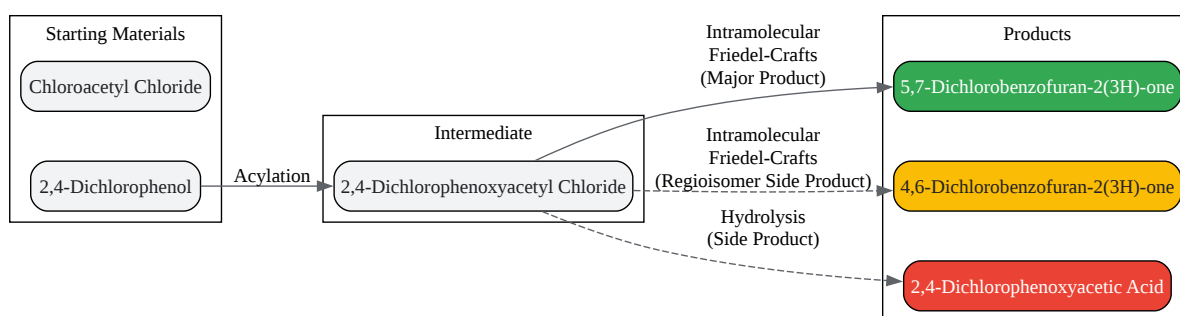 Starting Materials
Chloroacetyl Chloride
2,4-Dichlorophenol
Acylation
Intermediate
2,4-Dichlorophenoxyacetyl Chloride
Intramolecular
Friedel-Crafts
(Major Product)
Intramolecular
Friedel-Crafts
(Regioisomer Side Product)
Hydrolysis
(Side Product)
Products
5,7-Dichlorobenzofuran-2(3H)-one
4,6-Dichlorobenzofuran-2(3H)-one
2,4-Dichlorophenoxyacetic Acid